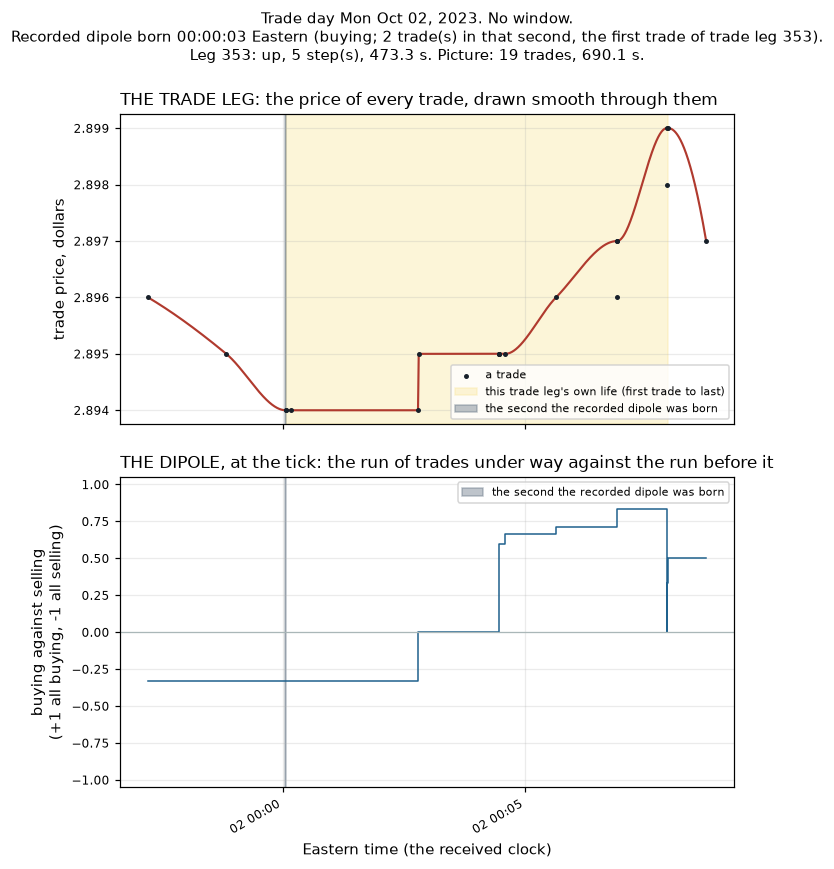 Trade day Mon Oct 02, 2023. No window.
Recorded dipole born 00:00:03 Eastern (buying; 2 trade(s) in that second, the first trade of trade leg 353).
Leg 353: up, 5 step(s), 473.3 s. Picture: 19 trades, 690.1 s.
THE TRADE LEG: the price of every trade, drawn smooth through them
trade price, dollars
2.899
2.898
2.897
2.896
2.895
2.894
a trade
this trade leg's own life (first trade to last)
the second the recorded dipole was born
THE DIPOLE, at the tick: the run of trades under way against the run before it
buying against selling
(+1 all buying, -1 all selling)
1.00
0.75
0.50
0.25
0.00
−0.25
−0.50
−0.75
−1.00
the second the recorded dipole was born
02 00:00
02 00:05
Eastern time (the received clock)